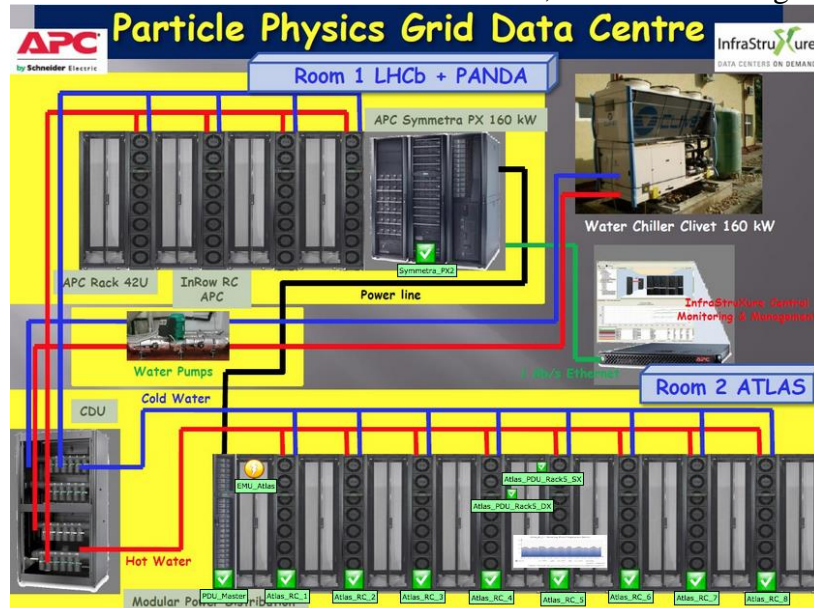 APC
by Schneider Electric
Particle Physics Grid Data Centre
InfraStruXure
DATA CENTERS ON DEMAND
Room 1 LHCb + PANDA
APC Symmetra PX 160 kW
CLIVET
Water Chiller Clivet 160 kW
Symmetra_PX2
APC Rack 42U
InRow RC
APC
Power line
InfraStruXure Central
Monitoring & Management
APC
Water Pumps
Ethernet
Room 2 ATLAS
CDU
Cold Water
EMU_Atlas
Atlas_PDU_Rack5_SX
Atlas_PDU_Rack5_DX
Hot Water
PDU_Master
Atlas_RC_1
Atlas_RC_2
Atlas_RC_3
Atlas_RC_4
Atlas_RC_5
Atlas_RC_6
Atlas_RC_7
Atlas_RC_8
Modular Power Distribution